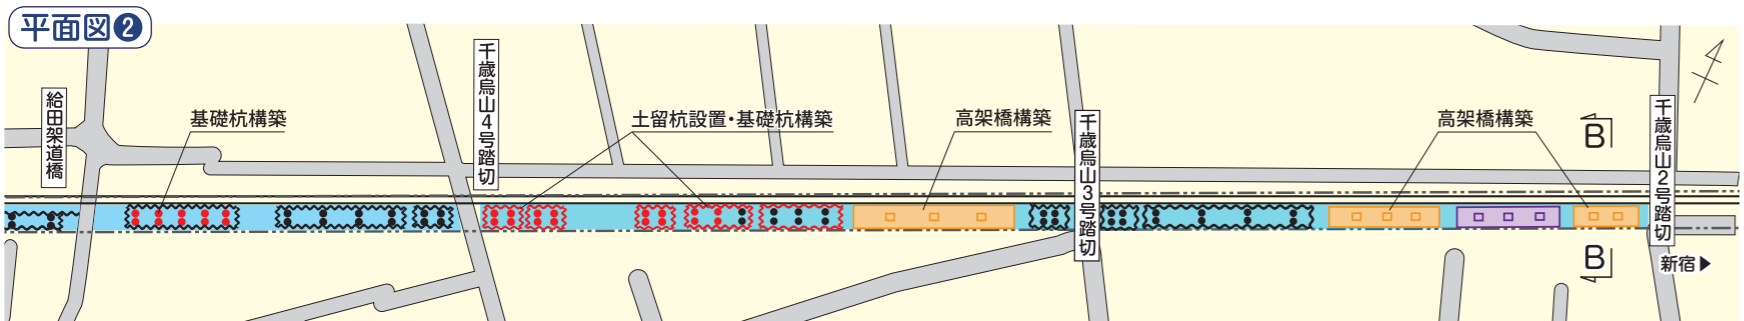 平面図❷
給田架道橋
基礎杭構築
千歳烏山4号踏切
土留杭設置・基礎杭構築
高架橋構築
千歳烏山3号踏切
高架橋構築
B
千歳烏山2号踏切
B
新宿▶